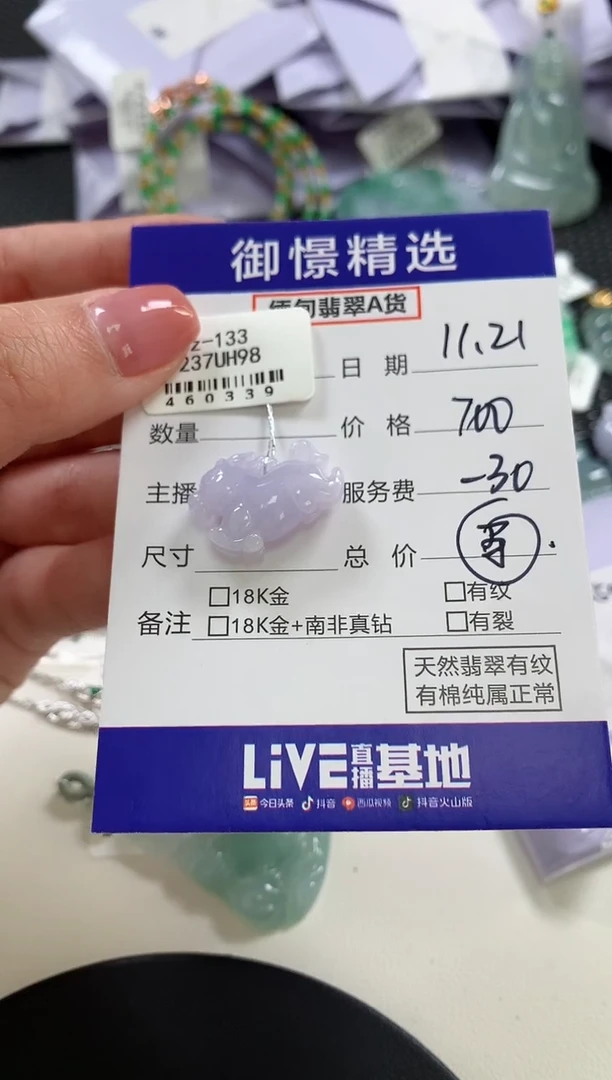 御憬精选
缅甸翡翠A货
z-133
237UH98
460339
日 期 11.21
数量 价 格 700
主播 服务费 -30
尺寸 总 价
□18K金 □有纹
备注 □18K金+南非真钻 □有裂
天然翡翠有纹
有棉纯属正常
LiVE直播基地
头条 今日头条 抖音 西瓜视频 抖音火山版